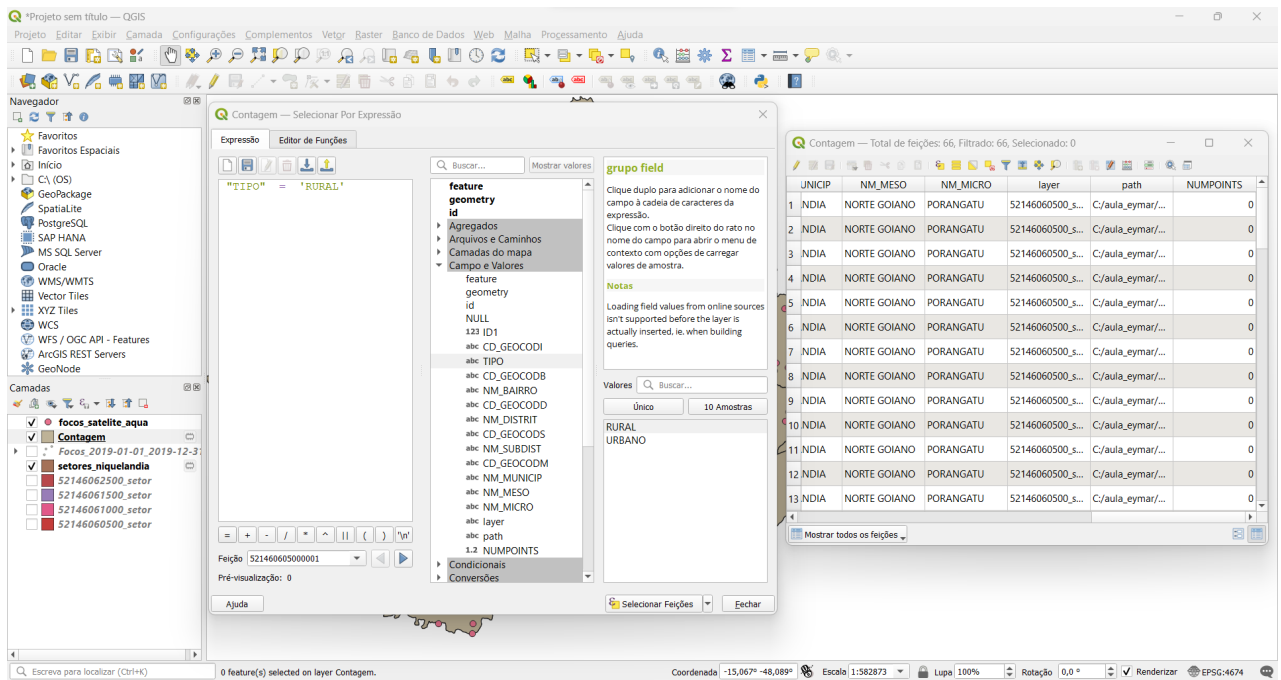 *Projeto sem título — QGIS
Projeto Editar Exibir Camada Configurações Complementos Vetor Raster Banco de Dados Web Malha Processamento Ajuda
Navegador
Favoritos
Favoritos Espaciais
Início
C:\ (OS)
GeoPackage
SpatiaLite
PostgreSQL
SAP HANA
MS SQL Server
Oracle
WMS/WMTS
Vector Tiles
XYZ Tiles
WCS
WFS / OGC API - Features
ArcGIS REST Servers
GeoNode
Camadas
focos_satelite_aqua
Contagem
Focos_2019-01-01_2019-12-31
setores_niquelandia
52146062500_setor
52146061500_setor
52146061000_setor
52146060500_setor
Contagem — Selecionar Por Expressão
Expressão Editor de Funções
"TIPO" = 'RURAL'
= + - / * ^ || ( ) '\n'
Feição 521460605000001
Pré-visualização: 0
Ajuda
Buscar... Mostrar valores
feature
geometry
id
Agregados
Arquivos e Caminhos
Camadas do mapa
Campo e Valores
feature
geometry
id
NULL
123 ID1
abc CD_GEOCODI
abc TIPO
abc CD_GEOCODB
abc NM_BAIRRO
abc CD_GEOCODD
abc NM_DISTRIT
abc CD_GEOCODS
abc NM_SUBDIST
abc CD_GEOCODM
abc NM_MUNICIP
abc NM_MESO
abc NM_MICRO
abc layer
abc path
1.2 NUMPOINTS
Condicionais
Conversões
grupo field
Clique duplo para adicionar o nome do
campo à cadeia de caracteres da
expressão.
Clique com o botão direito do rato no
nome do campo para abrir o menu de
contexto com opções de carregar
valores de amostra.
Notas
Loading field values from online sources
isn't supported before the layer is
actually inserted, ie. when building
queries.
Valores Buscar...
Único 10 Amostras
RURAL
URBANO
Selecionar Feições Fechar
Contagem — Total de feições: 66, Filtrado: 66, Selecionado: 0
UNICIP NM_MESO NM_MICRO layer path NUMPOINTS
1 NDIA NORTE GOIANO PORANGATU 52146060500_s... C:/aula_eymar/... 0
2 NDIA NORTE GOIANO PORANGATU 52146060500_s... C:/aula_eymar/... 0
3 NDIA NORTE GOIANO PORANGATU 52146060500_s... C:/aula_eymar/... 0
4 NDIA NORTE GOIANO PORANGATU 52146060500_s... C:/aula_eymar/... 0
5 NDIA NORTE GOIANO PORANGATU 52146060500_s... C:/aula_eymar/... 0
6 NDIA NORTE GOIANO PORANGATU 52146060500_s... C:/aula_eymar/... 0
7 NDIA NORTE GOIANO PORANGATU 52146060500_s... C:/aula_eymar/... 0
8 NDIA NORTE GOIANO PORANGATU 52146060500_s... C:/aula_eymar/... 0
9 NDIA NORTE GOIANO PORANGATU 52146060500_s... C:/aula_eymar/... 0
10 NDIA NORTE GOIANO PORANGATU 52146060500_s... C:/aula_eymar/... 0
11 NDIA NORTE GOIANO PORANGATU 52146060500_s... C:/aula_eymar/... 0
12 NDIA NORTE GOIANO PORANGATU 52146060500_s... C:/aula_eymar/... 0
13 NDIA NORTE GOIANO PORANGATU 52146060500_s... C:/aula_eymar/... 0
Mostrar todos os feições
Escreva para localizar (Ctrl+K) 0 feature(s) selected on layer Contagem. Coordenada -15,067° -48,089° Escala 1:582873 Lupa 100% Rotação 0,0 ° Renderizar EPSG:4674